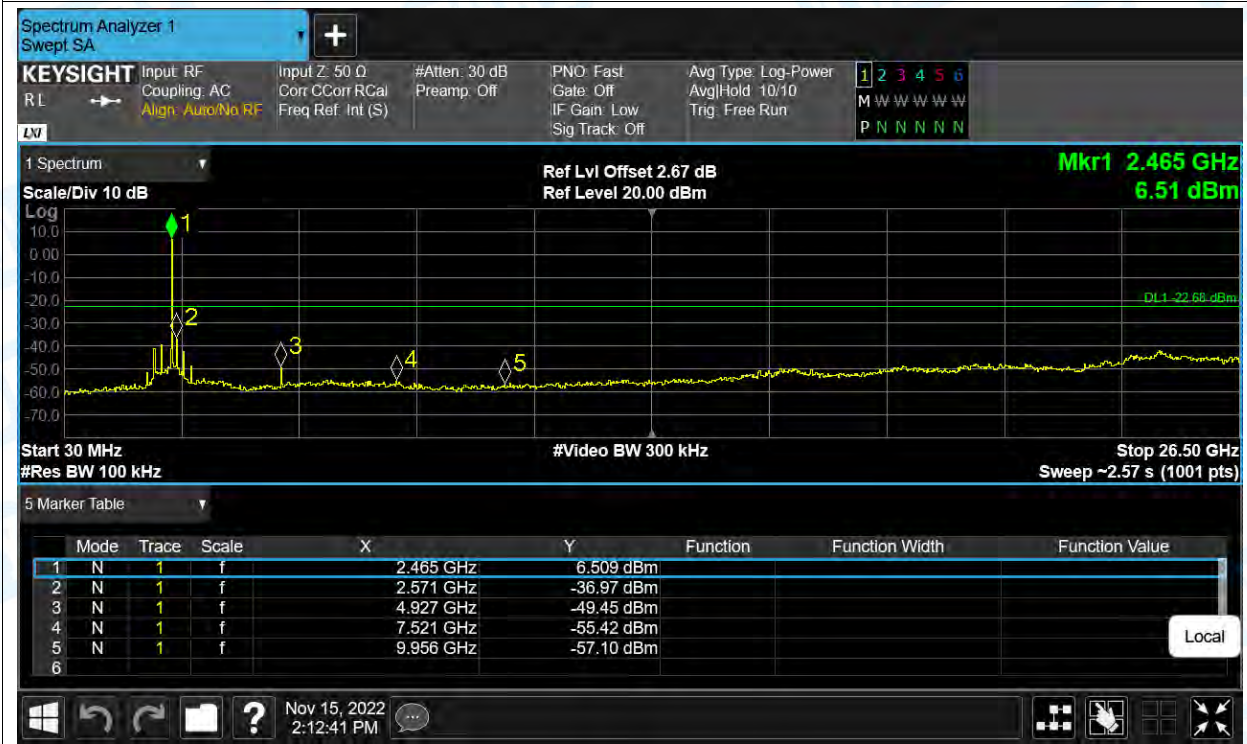 Spectrum Analyzer 1
Swept SA
+
KEYSIGHT Input: RF Input Z: 50 Ω #Atten: 30 dB PNO: Fast Avg Type: Log-Power 1 2 3 4 5 6
RL Coupling: AC Corr CCorr RCal Preamp: Off Gate: Off Avg|Hold: 10/10 M W W W W W W
Align: Auto/No RF Freq Ref: Int (S) IF Gain: Low Trig: Free Run
LXI Sig Track: Off P N N N N N N
1 Spectrum Ref Lvl Offset 2.67 dB Mkr1 2.465 GHz
Scale/Div 10 dB Ref Level 20.00 dBm 6.51 dBm
Log
1
10.0
0.00
-10.0
-20.0 DL1 -22.68 dBm
2
-30.0
-40.0 3 4 5
-50.0
-60.0
-70.0
Start 30 MHz #Video BW 300 kHz Stop 26.50 GHz
#Res BW 100 kHz Sweep ~2.57 s (1001 pts)
5 Marker Table
Mode Trace Scale X Y Function Function Width Function Value
1 N 1 f 2.465 GHz 6.509 dBm
2 N 1 f 2.571 GHz -36.97 dBm
3 N 1 f 4.927 GHz -49.45 dBm
4 N 1 f 7.521 GHz -55.42 dBm
5 N 1 f 9.956 GHz -57.10 dBm
6
Local
? Nov 15, 2022
2:12:41 PM